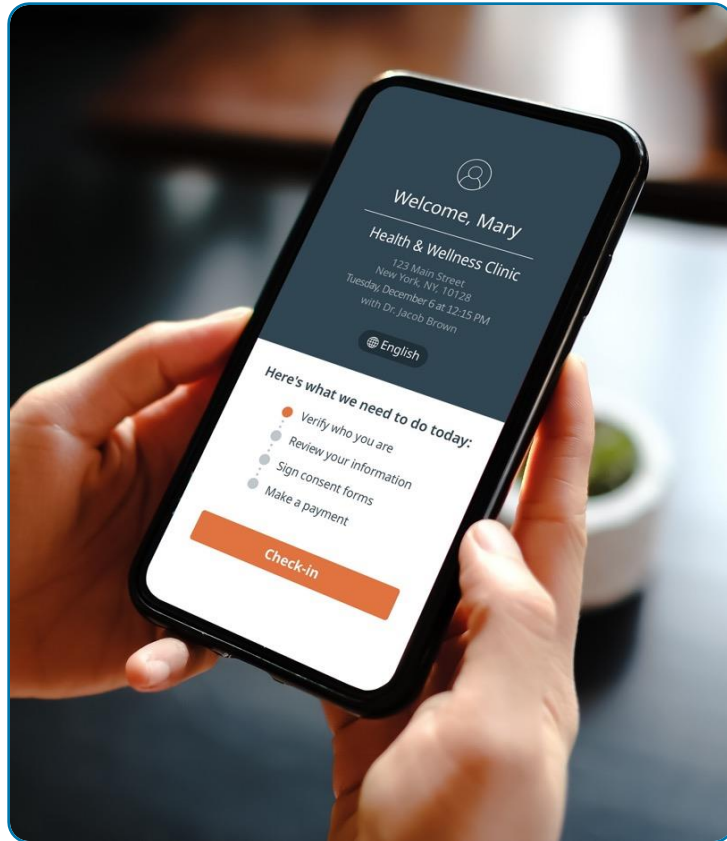 Welcome, Mary
Health & Wellness Clinic
123 Main Street
New York, NY, 10128
Tuesday, December 6 at 12:15 PM
with Dr. Jacob Brown
English
Here's what we need to do today:
Verify who you are
Review your information
Sign consent forms
Make a payment
Check-in